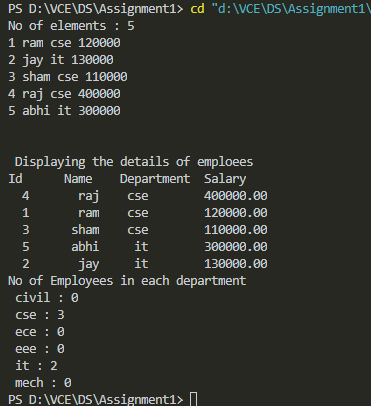 PS D:\VCE\DS\Assignment1> cd "d:\VCE\DS\Assignment1\
No of elements : 5
1 ram cse 120000
2 jay it 130000
3 sham cse 110000
4 raj cse 400000
5 abhi it 300000
Displaying the details of emploees
Id Name Department Salary
4 raj cse 400000.00
1 ram cse 120000.00
3 sham cse 110000.00
5 abhi it 300000.00
2 jay it 130000.00
No of Employees in each department
civil : 0
cse : 3
ece : 0
eee : 0
it : 2
mech : 0
PS D:\VCE\DS\Assignment1>